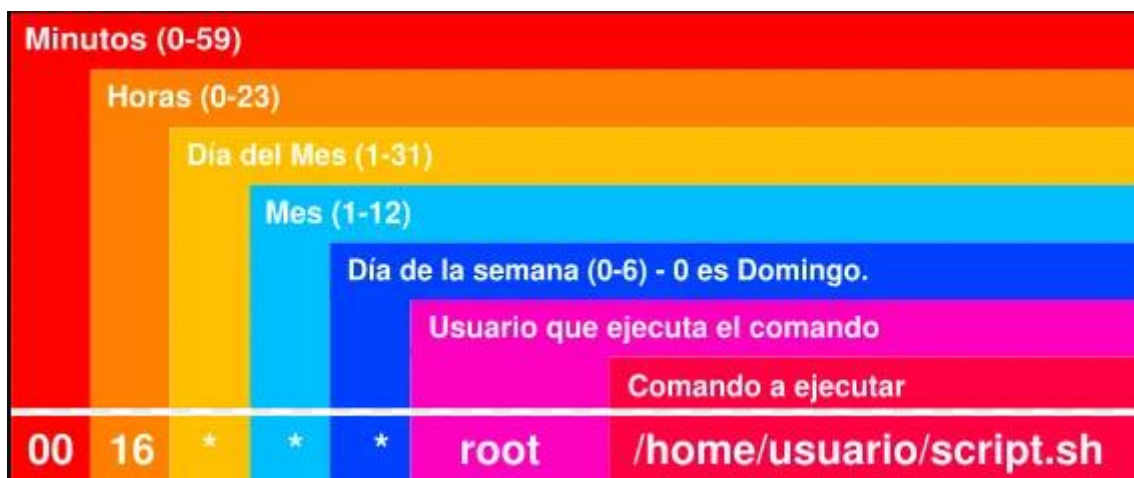 Minutos (0-59)
Horas (0-23)
Día del Mes (1-31)
Mes (1-12)
Día de la semana (0-6) - 0 es Domingo.
Usuario que ejecuta el comando
Comando a ejecutar
00 16 * * * root /home/usuario/script.sh